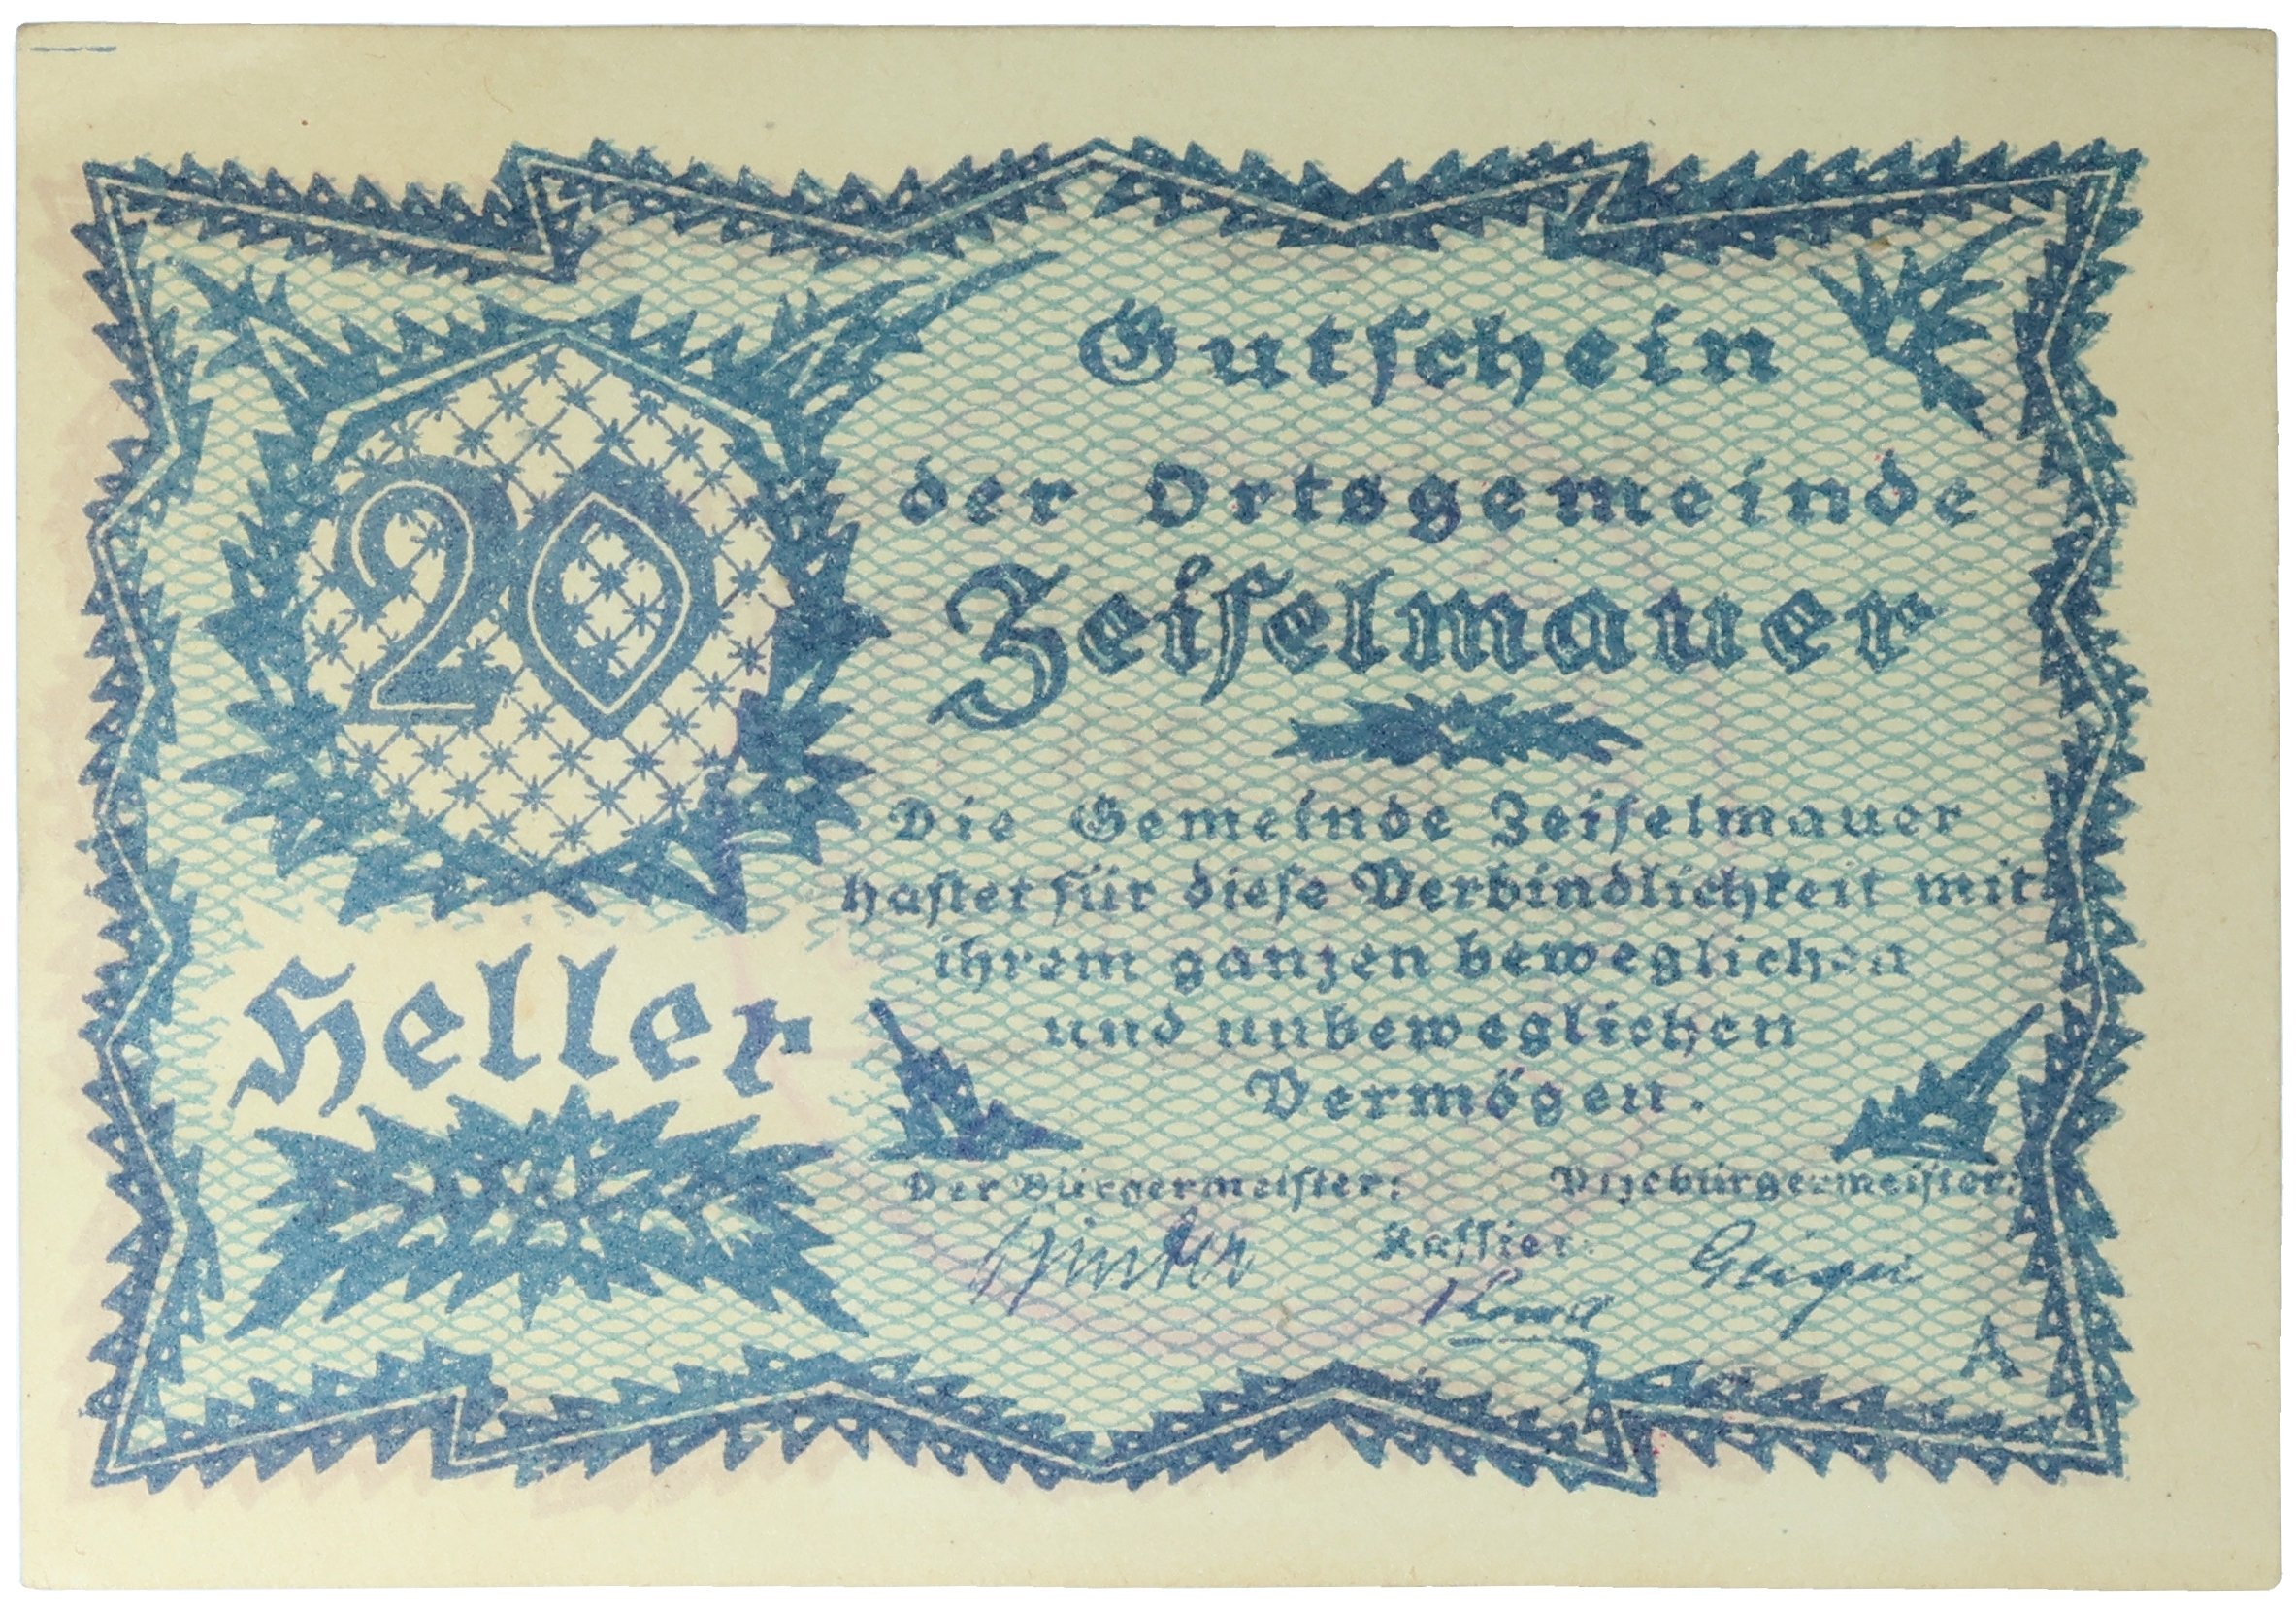 Gutschein
der Ortsgemeinde
Zeiselmauer
20
Heller
Die Gemeinde Zeiselmauer
haftet für diese Verbindlichkeit mit
ihrem ganzen beweglichen
und unbeweglichen
Vermögen.
Der Bürgermeister:
Vizebürgermeister:
Kassier:
A